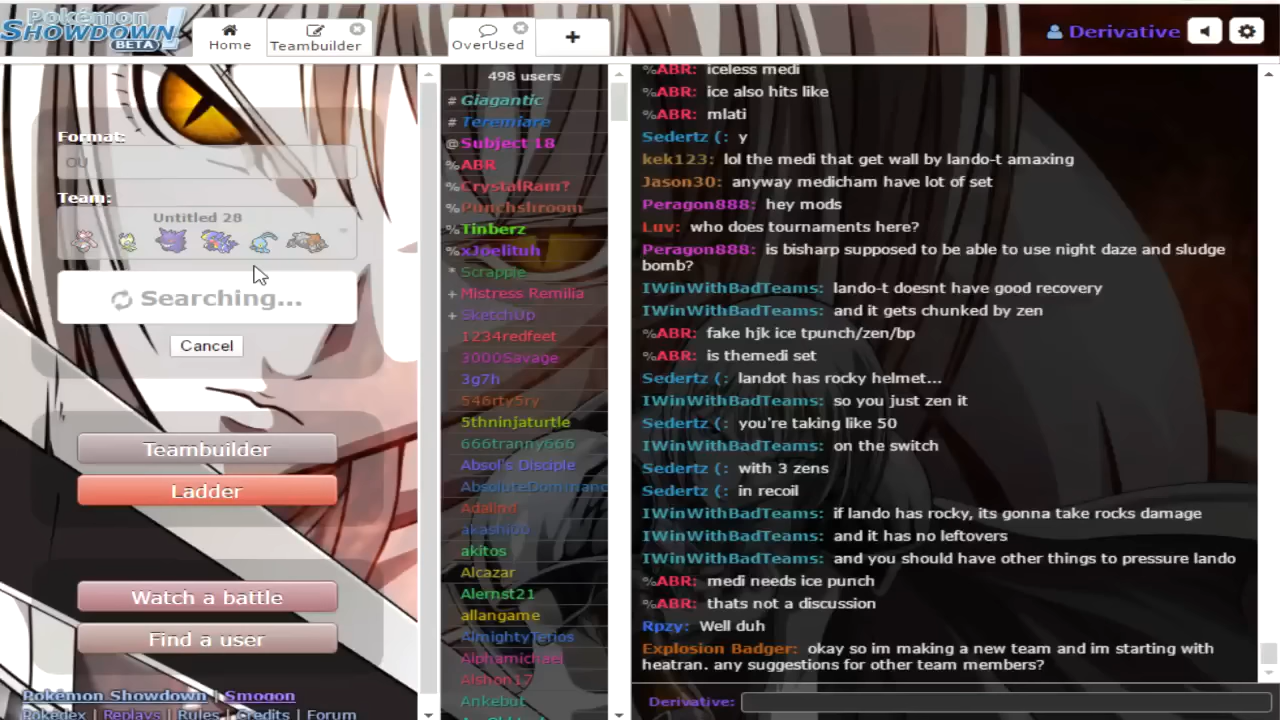 Pokémon
SHOWDOWN!
BETA
Home
Teambuilder
OverUsed
+
Derivative
Format:
OU
Team:
Untitled 28
Searching...
Cancel
Teambuilder
Ladder
Watch a battle
Find a user
Pokémon Showdown | Smogon
Pokédex | Replays | Rules | Credits | Forum
498 users
# Giagantic
# Teremiare
@Subject 18
%ABR
%CrystalRam?
%Punchshroom
%Tinberz
%xJoelituh
* Scrappie
+ Mistress Remilia
+ SketchUp
1234redfeet
3000Savage
3g7h
546rty5ry
5thninjaturtle
666tranny666
Absol's Disciple
AbsoluteDominanc
Adalind
akashi00
akitos
Alcazar
Alernst21
allangame
AlmightyTerios
Alphamichael
Alshon17
Ankebut
%ABR: iceless medi
%ABR: ice also hits like
%ABR: mlati
Sedertz (: y
kek123: lol the medi that get wall by lando-t amaxing
Jason30: anyway medicham have lot of set
Peragon888: hey mods
Luv: who does tournaments here?
Peragon888: is bisharp supposed to be able to use night daze and sludge
bomb?
IWinWithBadTeams: lando-t doesnt have good recovery
IWinWithBadTeams: and it gets chunked by zen
%ABR: fake hjk ice tpunch/zen/bp
%ABR: is themedi set
Sedertz (: landot has rocky helmet...
IWinWithBadTeams: so you just zen it
Sedertz (: you're taking like 50
IWinWithBadTeams: on the switch
Sedertz (: with 3 zens
Sedertz (: in recoil
IWinWithBadTeams: if lando has rocky, its gonna take rocks damage
IWinWithBadTeams: and it has no leftovers
IWinWithBadTeams: and you should have other things to pressure lando
%ABR: medi needs ice punch
%ABR: thats not a discussion
Rpzy: Well duh
Explosion Badger: okay so im making a new team and im starting with
heatran. any suggestions for other team members?
Derivative: